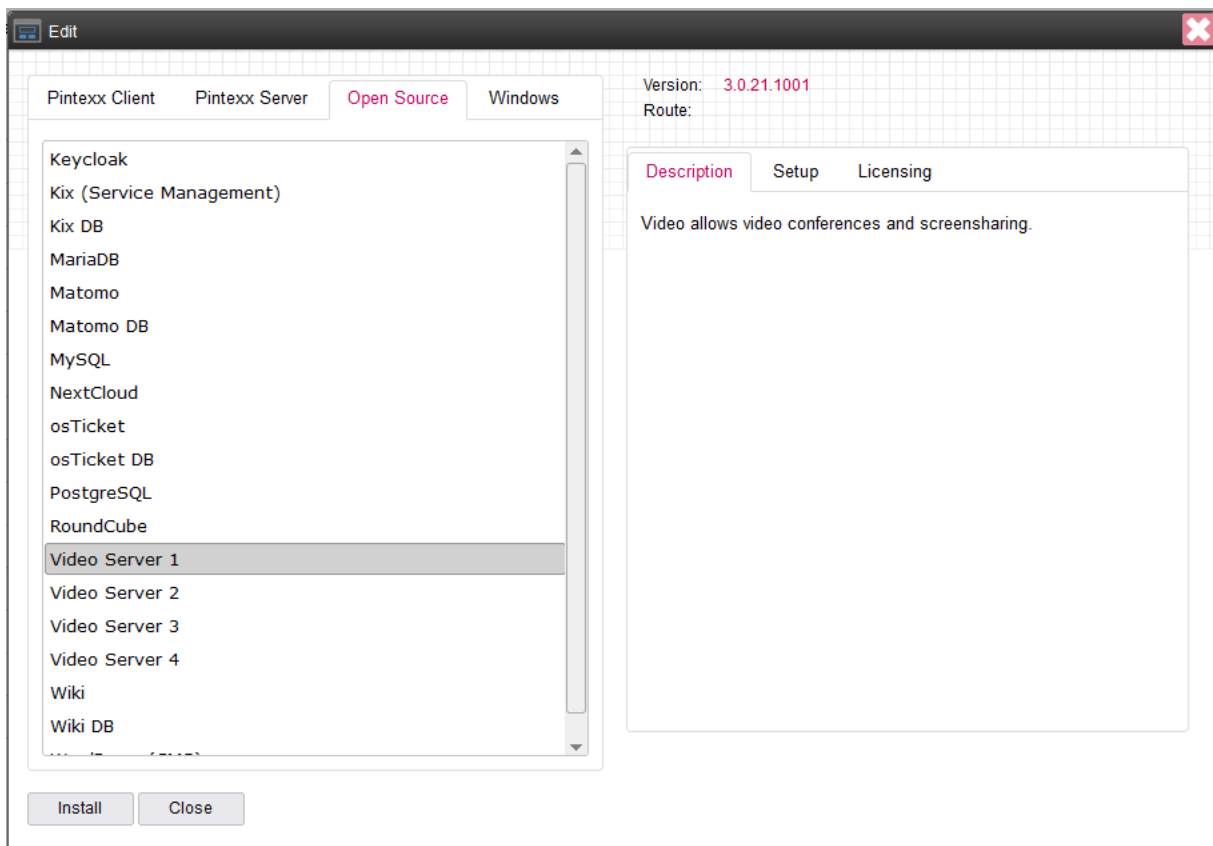 Edit
Pintexx Client Pintexx Server Open Source Windows
Keycloak
Kix (Service Management)
Kix DB
MariaDB
Matomo
Matomo DB
MySQL
NextCloud
osTicket
osTicket DB
PostgreSQL
RoundCube
Video Server 1
Video Server 2
Video Server 3
Video Server 4
Wiki
Wiki DB
Install Close
Version: 3.0.21.1001
Route:
Description Setup Licensing
Video allows video conferences and screensharing.